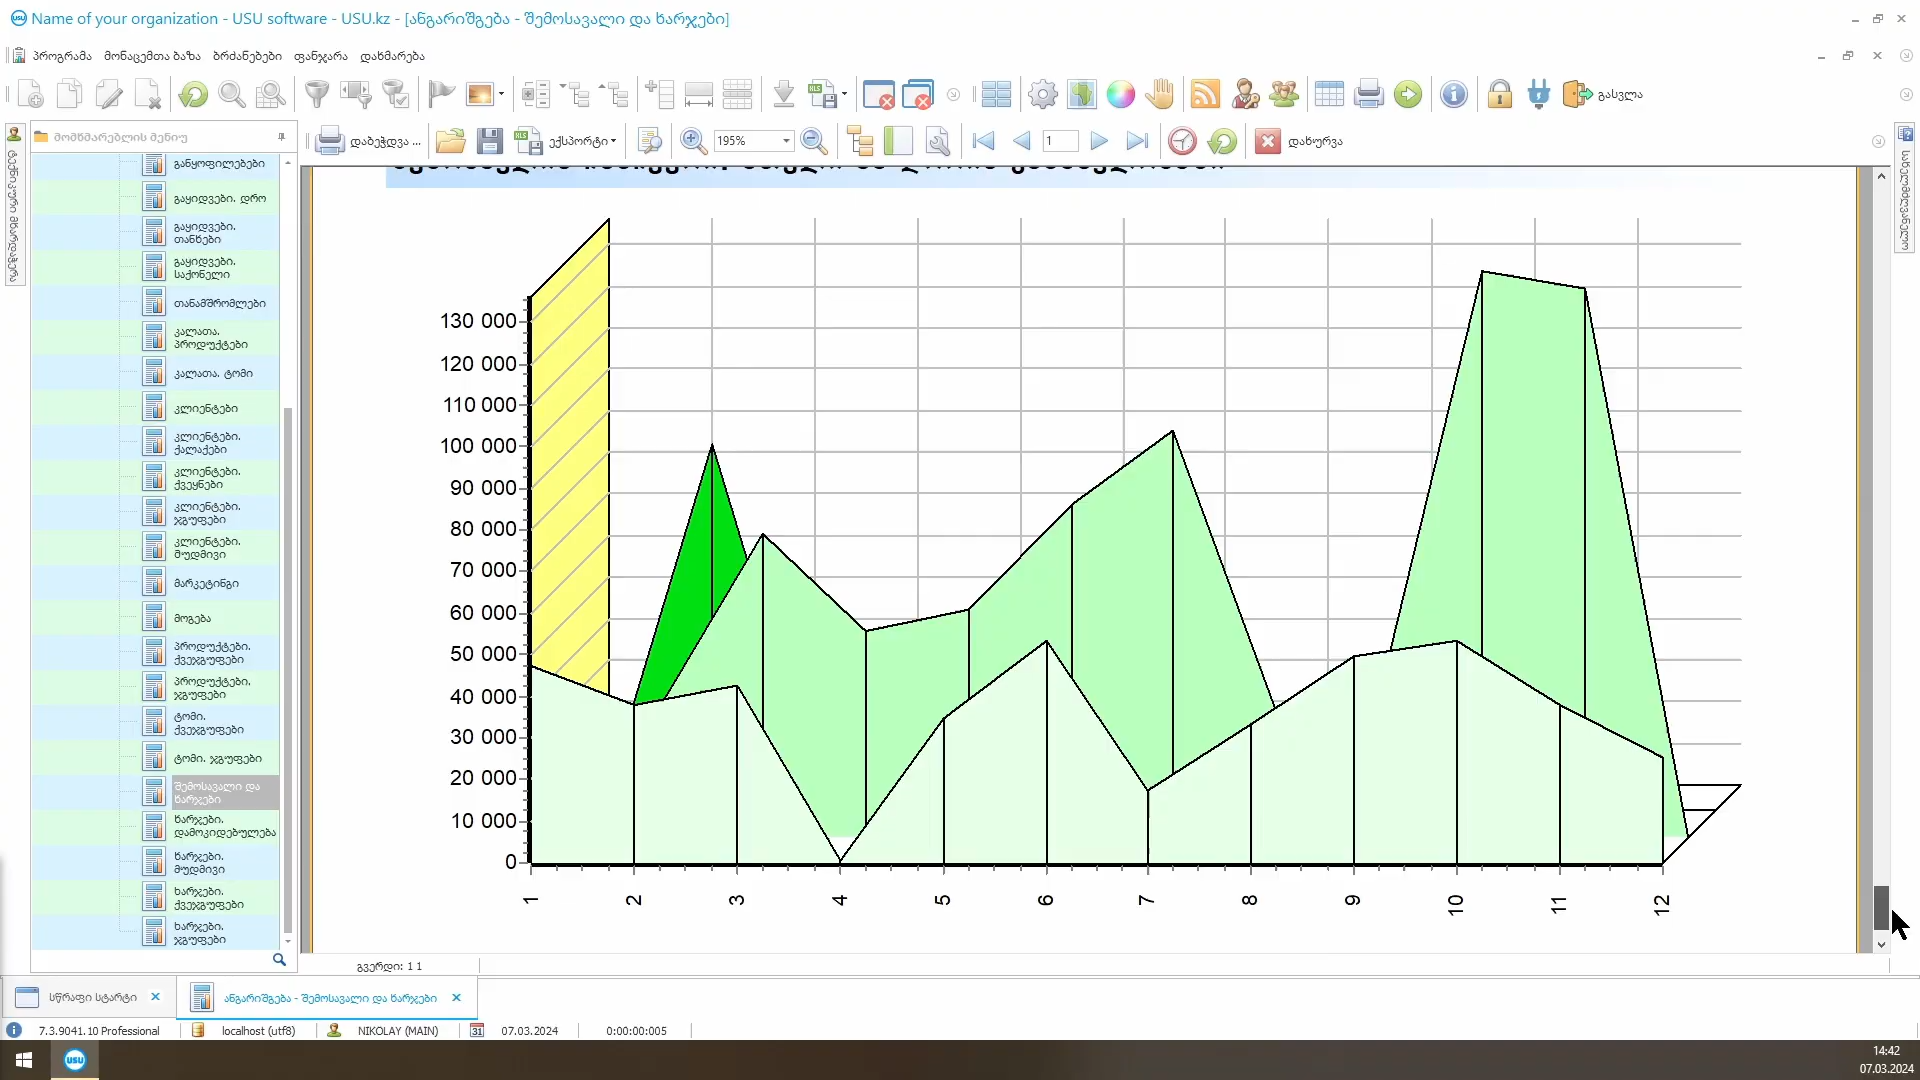 Name of your organization - USU software - USU.kz - [ანგარიშგება - შემოსავალი და ხარჯები]
პროგრამა მონაცემთა ბაზა ბრძანებები ფანჯარა დახმარება
გასვლა
მომხმარებლის მენიუ
დაბეჭდვა ...
ექსპორტი
195%
1
დახურვა
ტექნიკური მხარდაჭერა
განყოფილებები
გაყიდვები. დრო
გაყიდვები.
თანხები
გაყიდვები.
საქონელი
თანამშრომლები
კალათა.
პროდუქტები
კალათა. ტომი
კლიენტები
კლიენტები.
ქალაქები
კლიენტები.
ქვეყნები
კლიენტები.
ჯგუფები
კლიენტები.
მუდმივი
მარკეტინგი
მოგება
პროდუქტები.
ქვეჯგუფები
პროდუქტები.
ჯგუფები
ტომი.
ქვეჯგუფები
ტომი. ჯგუფები
შემოსავალი და
ხარჯები
ხარჯები.
დამოკიდებულება
ხარჯები.
მუდმივი
ხარჯები.
ქვეჯგუფები
ხარჯები.
ჯგუფები
130 000
120 000
110 000
100 000
90 000
80 000
70 000
60 000
50 000
40 000
30 000
20 000
10 000
0
1 2 3 4 5 6 7 8 9 10 11 12
გვერდი: 1 1
სწრაფი სტარტი
ანგარიშგება - შემოსავალი და ხარჯები
7.3.9041.10 Professional
localhost (utf8)
NIKOLAY (MAIN)
07.03.2024
0:00:00:005
14:42
07.03.2024